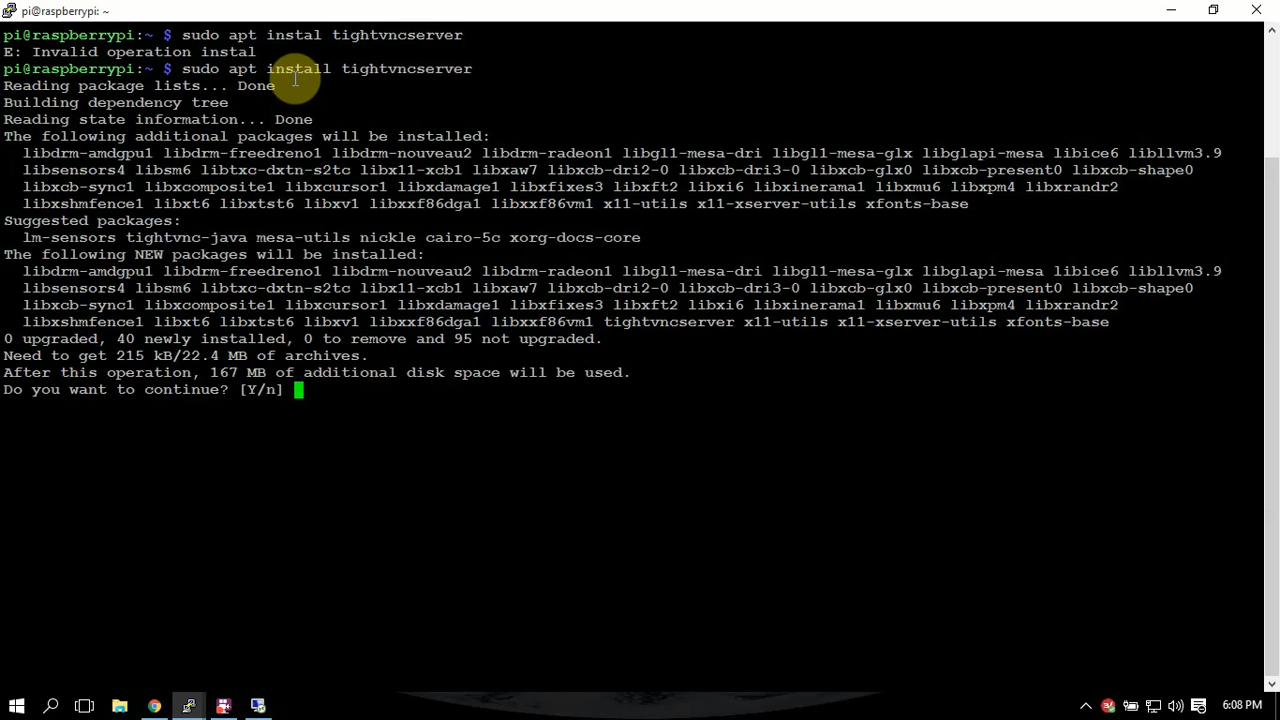 pi@raspberrypi: ~
pi@raspberrypi:~ $ sudo apt instal tightvncserver
E: Invalid operation instal
pi@raspberrypi:~ $ sudo apt install tightvncserver
Reading package lists... Done
Building dependency tree
Reading state information... Done
The following additional packages will be installed:
libdrm-amdgpu1 libdrm-freedreno1 libdrm-nouveau2 libdrm-radeon1 libgl1-mesa-dri libgl1-mesa-glx libglapi-mesa libice6 libllvm3.9
libsensors4 libsm6 libtxc-dxtn-s2tc libx11-xcb1 libxaw7 libxcb-dri2-0 libxcb-dri3-0 libxcb-glx0 libxcb-present0 libxcb-shape0
libxcb-sync1 libxcomposite1 libxcursor1 libxdamage1 libxfixes3 libxft2 libxi6 libxinerama1 libxmu6 libxpm4 libxrandr2
libxshmfence1 libxt6 libxtst6 libxv1 libxxf86dga1 libxxf86vm1 x11-utils x11-xserver-utils xfonts-base
Suggested packages:
lm-sensors tightvnc-java mesa-utils nickle cairo-5c xorg-docs-core
The following NEW packages will be installed:
libdrm-amdgpu1 libdrm-freedreno1 libdrm-nouveau2 libdrm-radeon1 libgl1-mesa-dri libgl1-mesa-glx libglapi-mesa libice6 libllvm3.9
libsensors4 libsm6 libtxc-dxtn-s2tc libx11-xcb1 libxaw7 libxcb-dri2-0 libxcb-dri3-0 libxcb-glx0 libxcb-present0 libxcb-shape0
libxcb-sync1 libxcomposite1 libxcursor1 libxdamage1 libxfixes3 libxft2 libxi6 libxinerama1 libxmu6 libxpm4 libxrandr2
libxshmfence1 libxt6 libxtst6 libxv1 libxxf86dga1 libxxf86vm1 tightvncserver x11-utils x11-xserver-utils xfonts-base
0 upgraded, 40 newly installed, 0 to remove and 95 not upgraded.
Need to get 215 kB/22.4 MB of archives.
After this operation, 167 MB of additional disk space will be used.
Do you want to continue? [Y/n]
6:08 PM